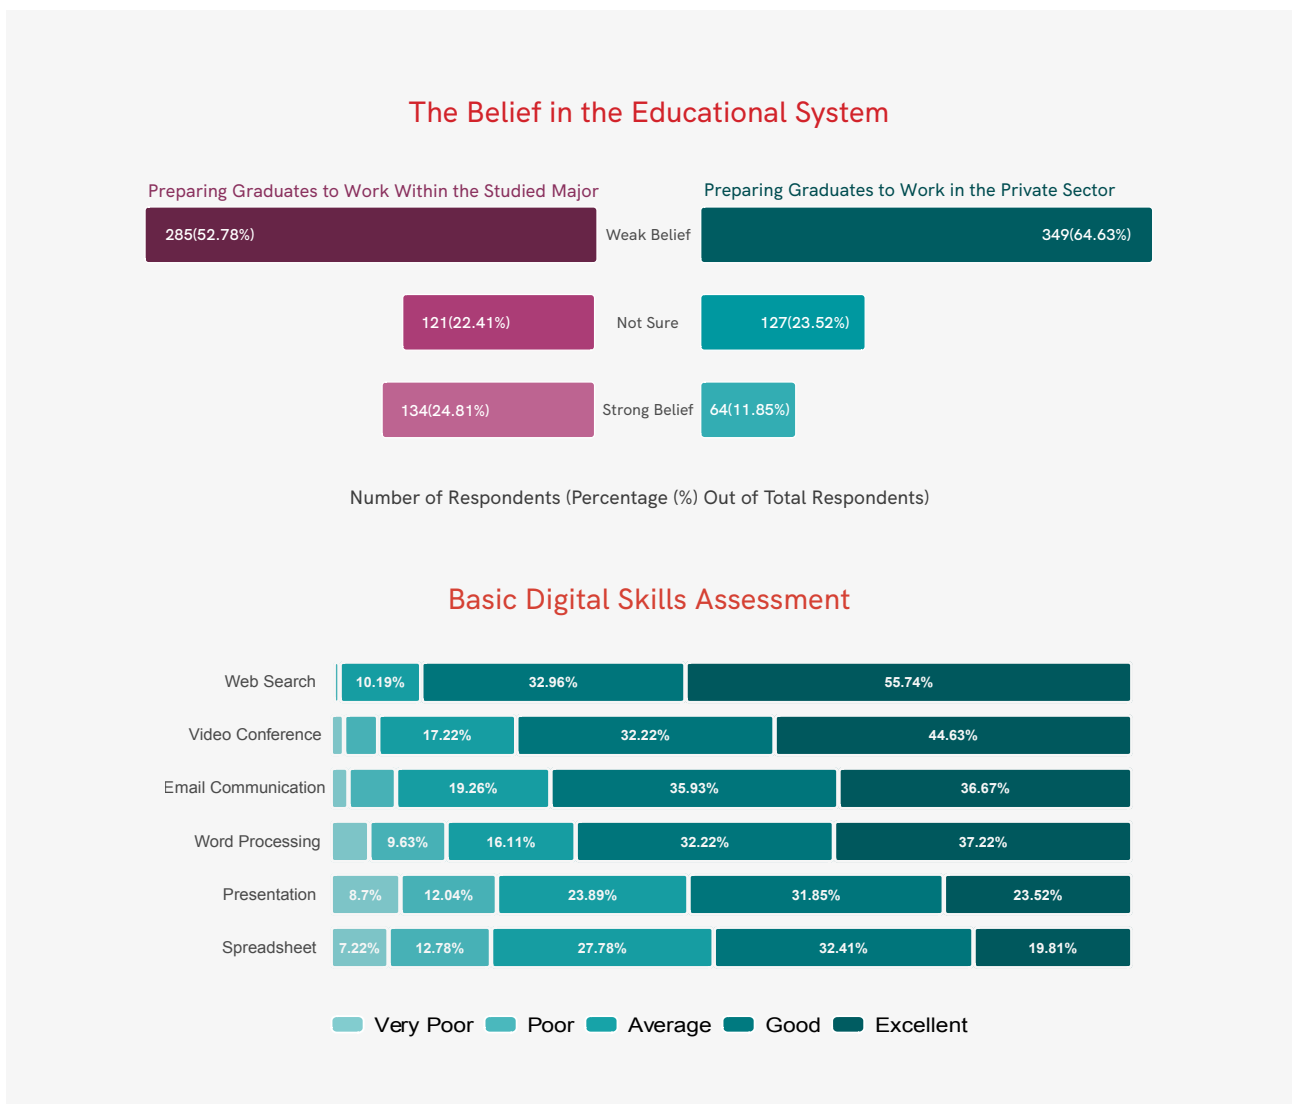 The Belief in the Educational System
Preparing Graduates to Work Within the Studied Major
Preparing Graduates to Work in the Private Sector
285(52.78%) Weak Belief 349(64.63%)
121(22.41%) Not Sure 127(23.52%)
134(24.81%) Strong Belief 64(11.85%)
Number of Respondents (Percentage (%) Out of Total Respondents)
Basic Digital Skills Assessment
Web Search 10.19% 32.96% 55.74%
Video Conference 17.22% 32.22% 44.63%
Email Communication 19.26% 35.93% 36.67%
Word Processing 9.63% 16.11% 32.22% 37.22%
Presentation 8.7% 12.04% 23.89% 31.85% 23.52%
Spreadsheet 7.22% 12.78% 27.78% 32.41% 19.81%
Very Poor Poor Average Good Excellent